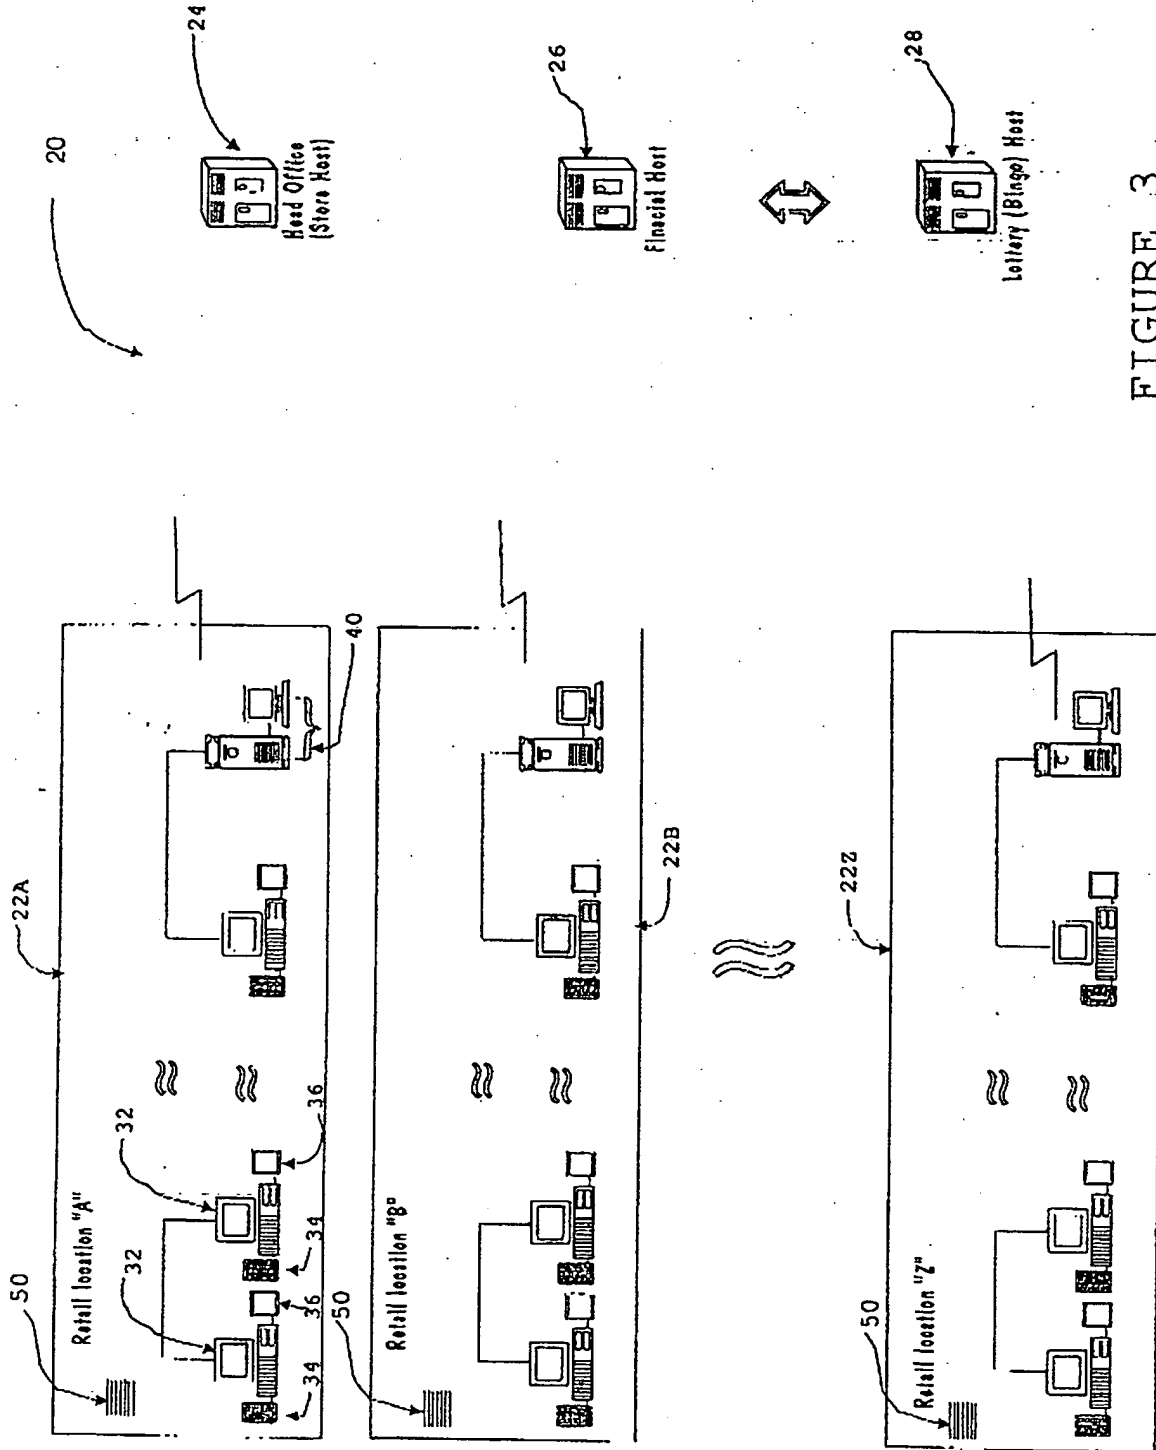 20
24
Head Office
(Store Host)
26
Finacial Host
28
Lottery (Bingo) Host
22A
50
Retail location "A"
32
32
34
36
34
36
40
50
Retail location "B"
22B
22Z
50
Retail location "Z"
FIGURE 3